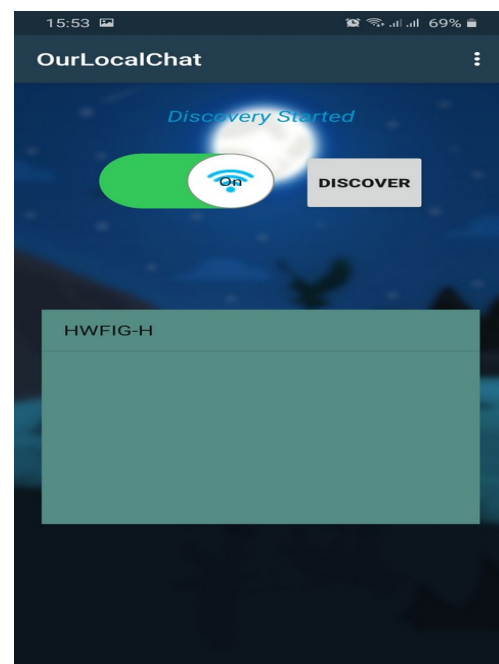 15:53 69%
OurLocalChat
Discovery Started
On
DISCOVER
HWFIG-H